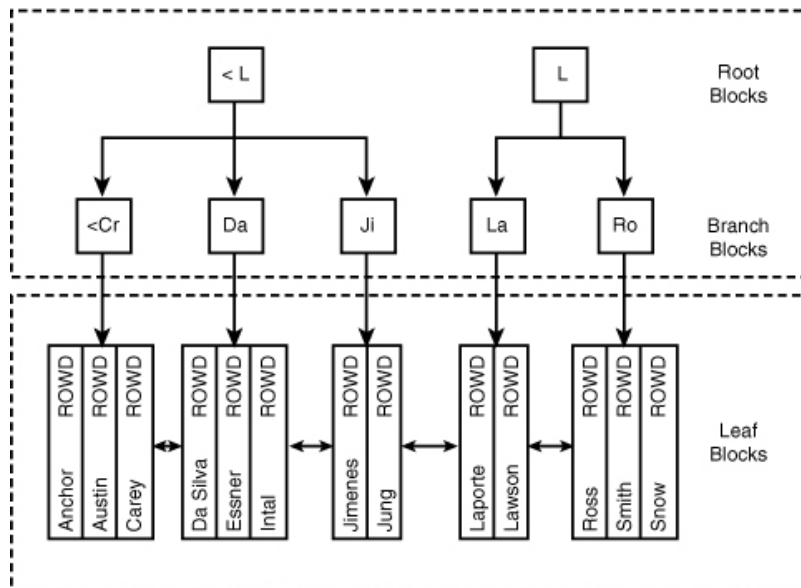 < L
L
Root
Blocks
<Cr
Da
Ji
La
Ro
Branch
Blocks
Anchor ROWD
Austin ROWD
Carey ROWD
Da Silva ROWD
Essner ROWD
Intal ROWD
Jimenes ROWD
Jung ROWD
Laporte ROWD
Lawson ROWD
Ross ROWD
Smith ROWD
Snow ROWD
Leaf
Blocks